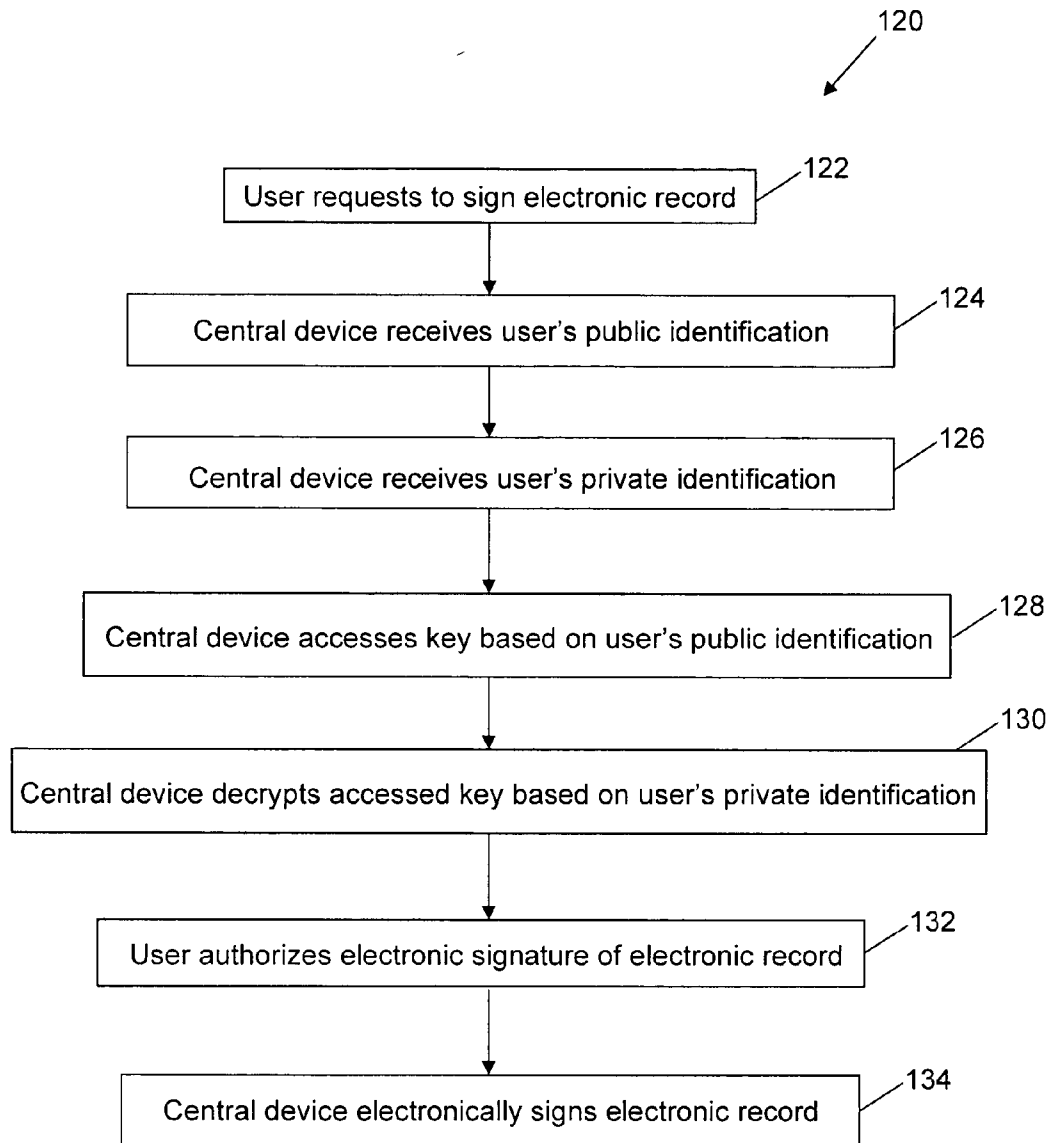 120
User requests to sign electronic record
122
Central device receives user's public identification
124
Central device receives user's private identification
126
Central device accesses key based on user's public identification
128
Central device decrypts accessed key based on user's private identification
130
User authorizes electronic signature of electronic record
132
Central device electronically signs electronic record
134